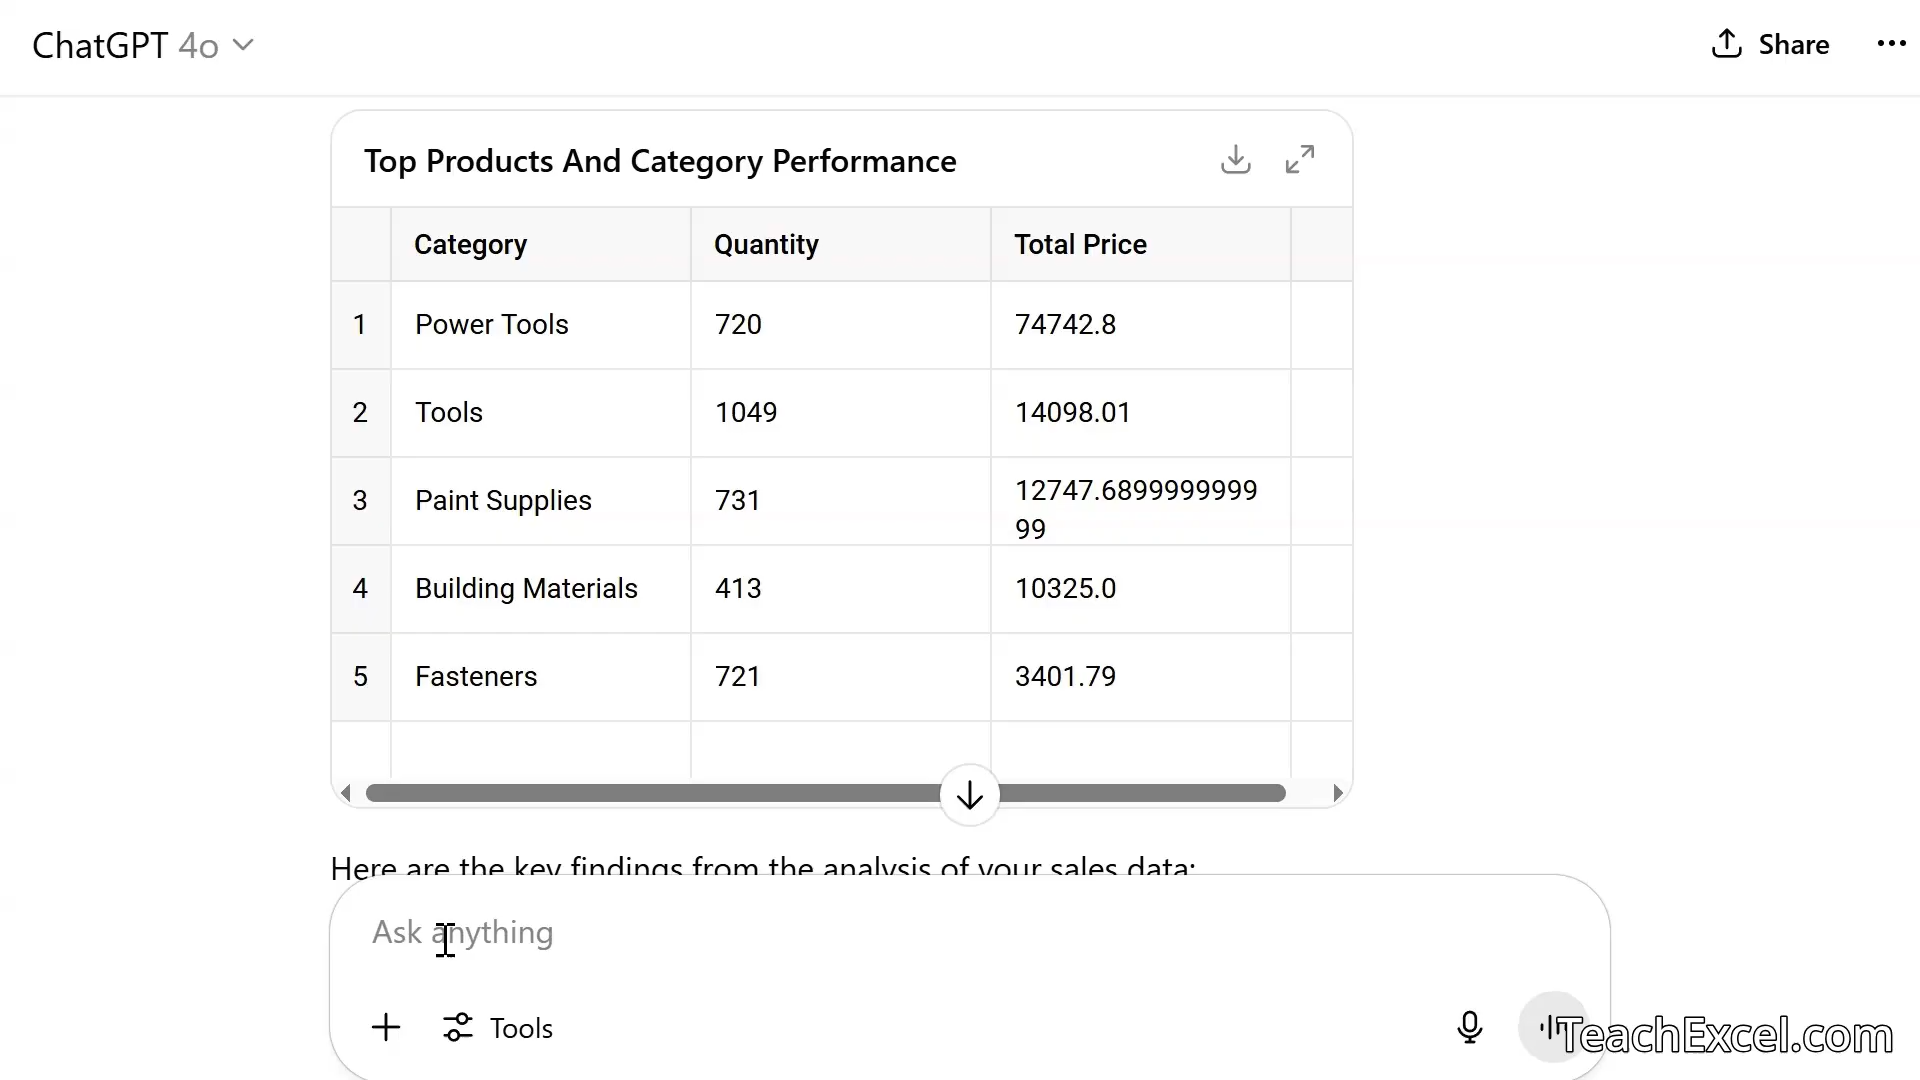 ChatGPT 4o
Share
Top Products And Category Performance
Category Quantity Total Price
1 Power Tools 720 74742.8
2 Tools 1049 14098.01
3 Paint Supplies 731 12747.6899999999
99
4 Building Materials 413 10325.0
5 Fasteners 721 3401.79
Here are the key findings from the analysis of your sales data:
Ask anything
Tools
TeachExcel.com